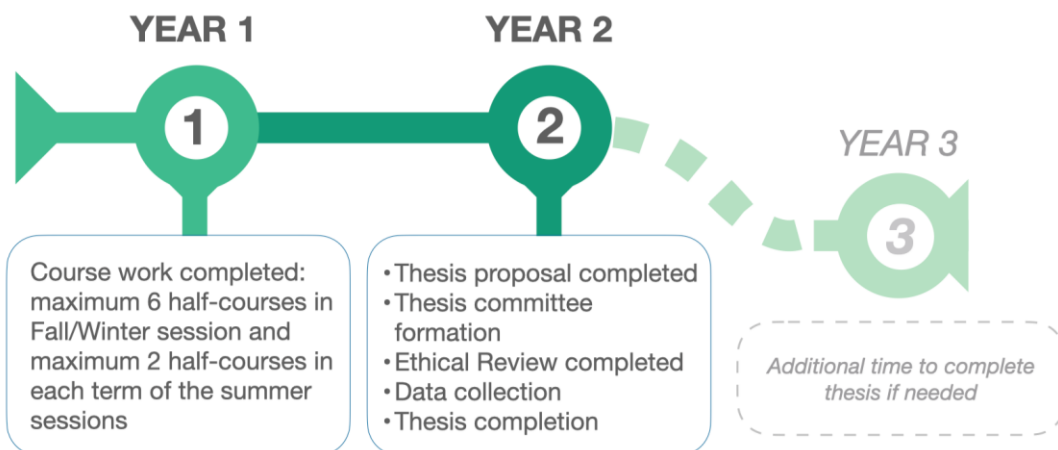 YEAR 1
1
Course work completed:
maximum 6 half-courses in
Fall/Winter session and
maximum 2 half-courses in
each term of the summer
sessions
YEAR 2
2
•Thesis proposal completed
•Thesis committee
formation
•Ethical Review completed
•Data collection
•Thesis completion
YEAR 3
3
Additional time to complete
thesis if needed